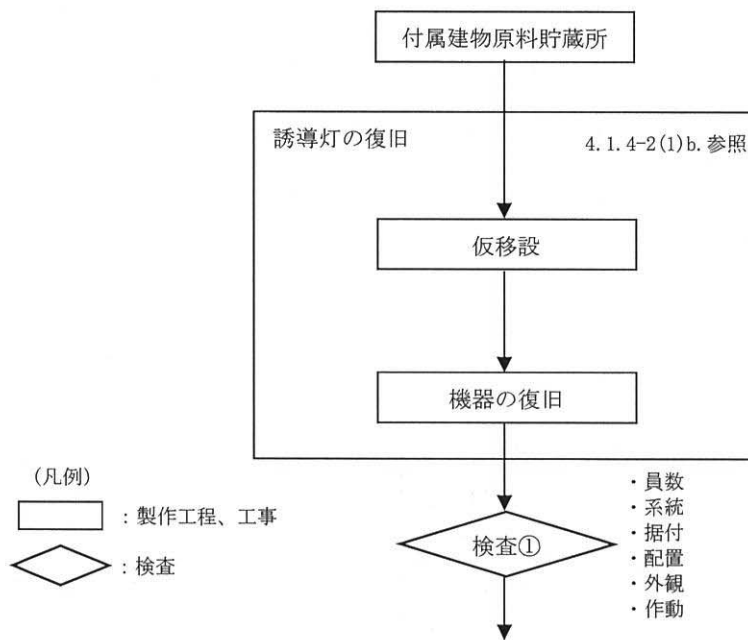 付属建物原料貯蔵所
誘導灯の復旧
4.1.4-2(1)b.参照
仮移設
機器の復旧
(凡例)
：製作工程、工事
：検査
検査①
・員数
・系統
・据付
・配置
・外観
・作動